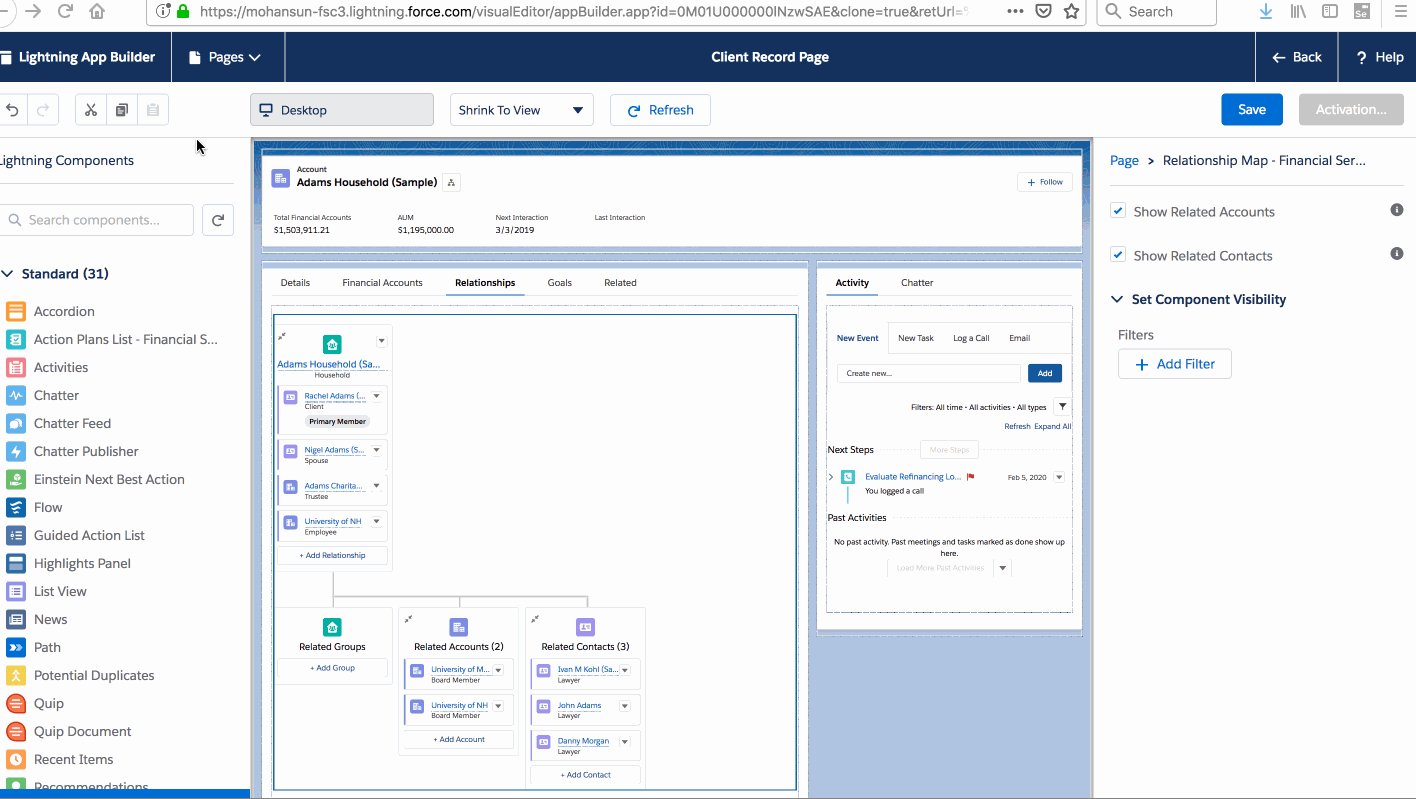 https://mohansun-fsc3.lightning.force.com/visualEditor/appBuilder.app?id=0M01U000000lNzwSAE&clone=true&retUrl=
Search
Lightning App Builder
Pages
Client Record Page
Back
? Help
Desktop
Shrink To View
Refresh
Save
Activation...
Lightning Components
Search components...
Standard (31)
Accordion
Action Plans List - Financial S...
Activities
Chatter
Chatter Feed
Chatter Publisher
Einstein Next Best Action
Flow
Guided Action List
Highlights Panel
List View
News
Path
Potential Duplicates
Quip
Quip Document
Recent Items
Recommendations
Account
Adams Household (Sample)
+ Follow
Total Financial Accounts
AUM
Next Interaction
Last Interaction
$1,503,911.21
$1,195,000.00
3/3/2019
Details
Financial Accounts
Relationships
Goals
Related
Adams Household (Sa...
Household
Rachel Adams (...
Client
Primary Member
Nigel Adams (S...
Spouse
Adams Charita...
Trustee
University of NH
Employee
+ Add Relationship
Related Groups
+ Add Group
Related Accounts (2)
University of M...
Board Member
University of NH
Board Member
+ Add Account
Related Contacts (3)
Ivan M Kohl (Sa...
Lawyer
John Adams
Lawyer
Danny Morgan
Lawyer
+ Add Contact
Activity
Chatter
New Event
New Task
Log a Call
Email
Create new...
Add
Filters: All time • All activities • All types
Refresh Expand All
Next Steps
More Steps
Evaluate Refinancing Lo...
Feb 5, 2020
You logged a call
Past Activities
No past activity. Past meetings and tasks marked as done show up
here.
Load More Past Activities
Page > Relationship Map - Financial Ser...
Show Related Accounts
Show Related Contacts
Set Component Visibility
Filters
+ Add Filter